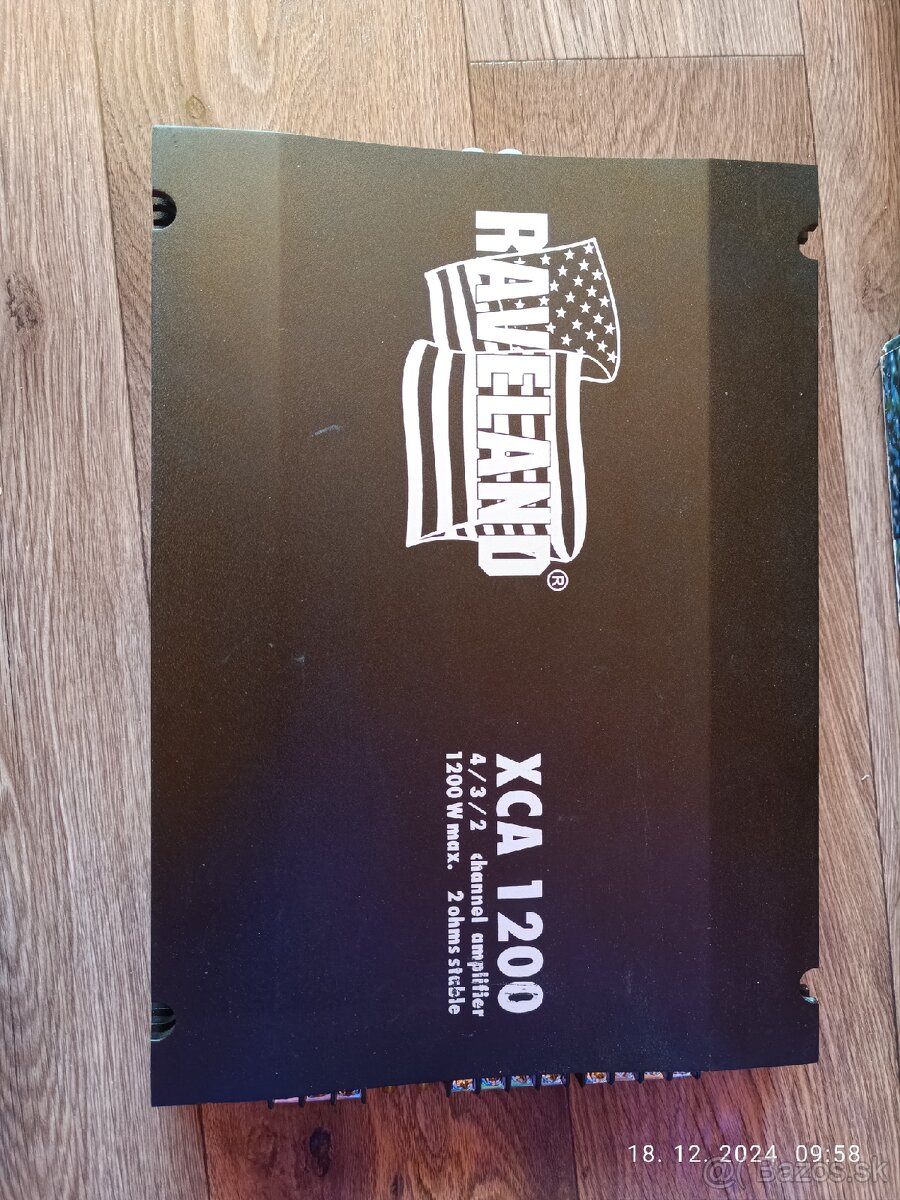 RAVELAND®
XCA 1200
4/3/2 channel amplifier
1200 W max. 2 ohms stable
18. 12. 2024 09:58
@ Bazos.sk